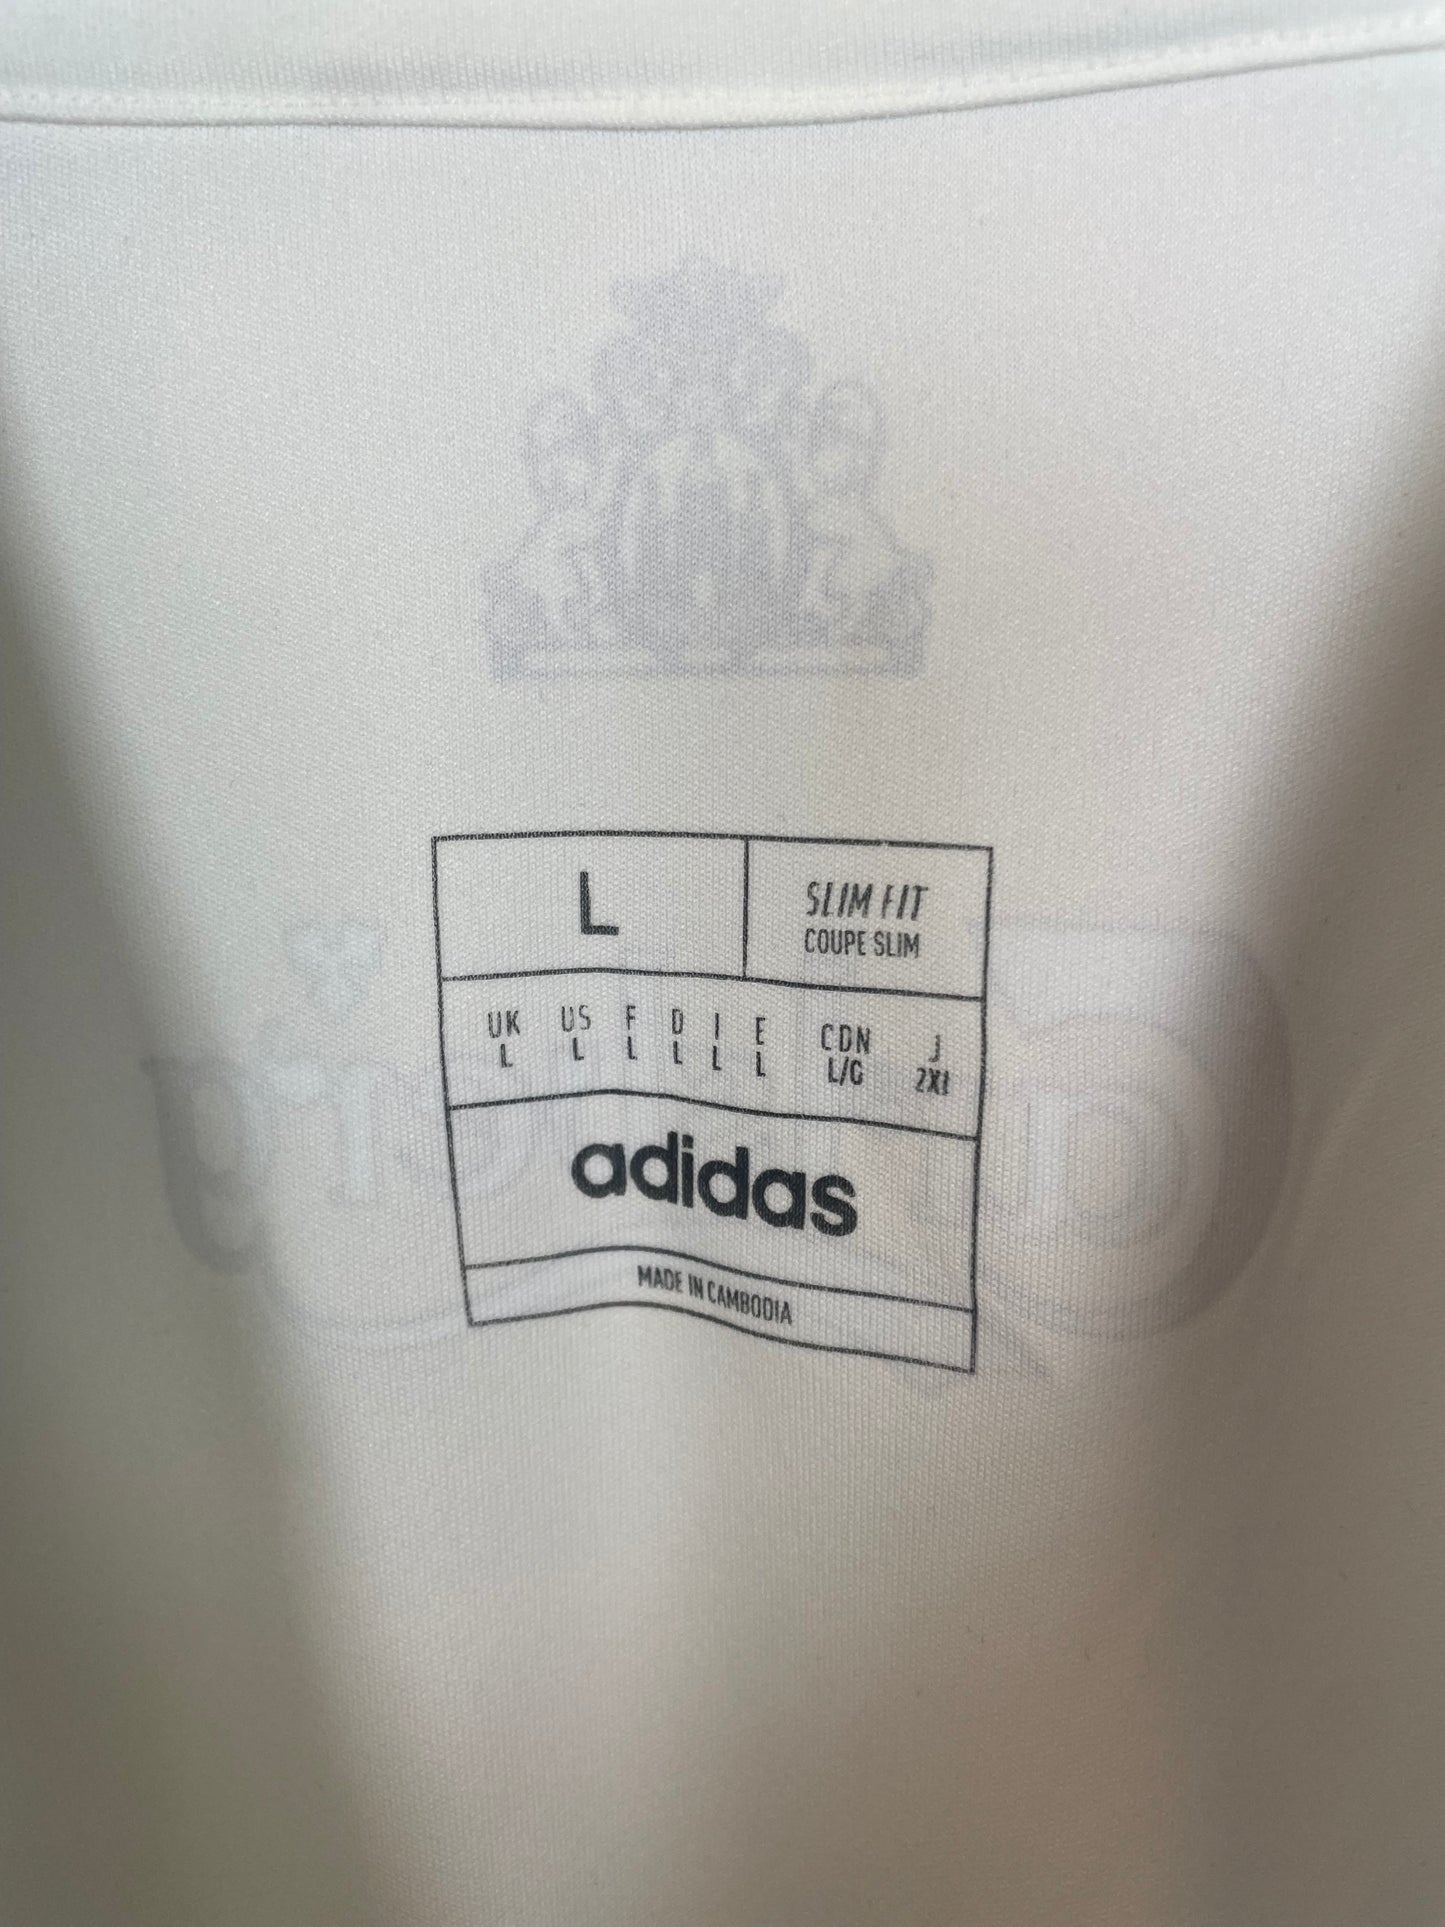 L
SLIM FIT
COUPE SLIM
UK US F D I E CDN J
L L L L L L L/G 2XL
adidas
MADE IN CAMBODIA